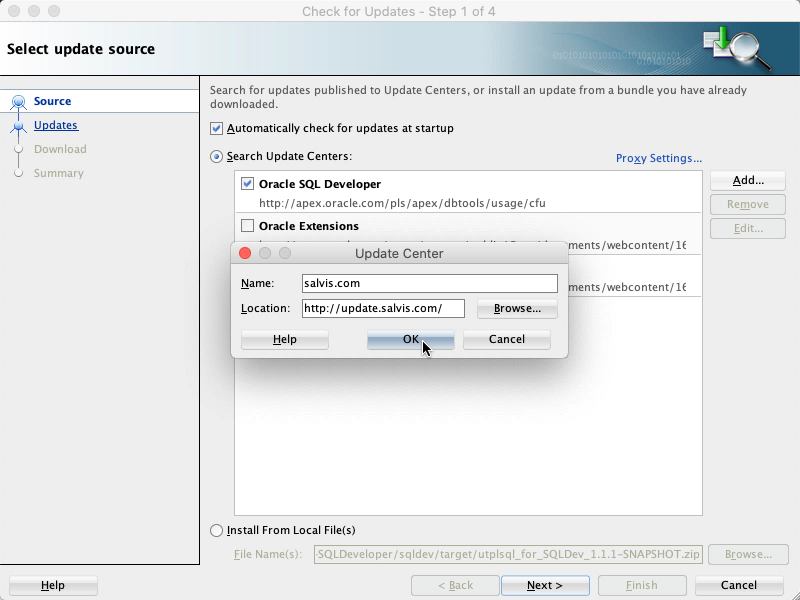 Check for Updates - Step 1 of 4
Select update source
Source
Updates
Download
Summary
Search for updates published to Update Centers, or install an update from a bundle you have already
downloaded.
Automatically check for updates at startup
Search Update Centers:
Proxy Settings...
Oracle SQL Developer
http://apex.oracle.com/pls/apex/dbtools/usage/cfu
Oracle Extensions
ments/webcontent/16
ments/webcontent/16
Add...
Remove
Edit...
Update Center
Name:
salvis.com
Location:
http://update.salvis.com/
Browse...
Help
OK
Cancel
Install From Local File(s)
File Name(s):
SQLDeveloper/sqldev/target/utplsql_for_SQLDev_1.1.1-SNAPSHOT.zip
Browse...
Help
< Back
Next >
Finish
Cancel